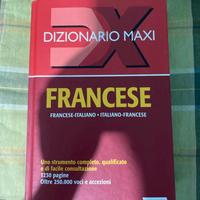 DX
DIZIONARIO MAXI
FRANCESE
FRANCESE-ITALIANO • ITALIANO-FRANCESE
Uno strumento completo, qualificato
e di facile consultazione
1230 pagine
Oltre 250.000 voci e accezioni